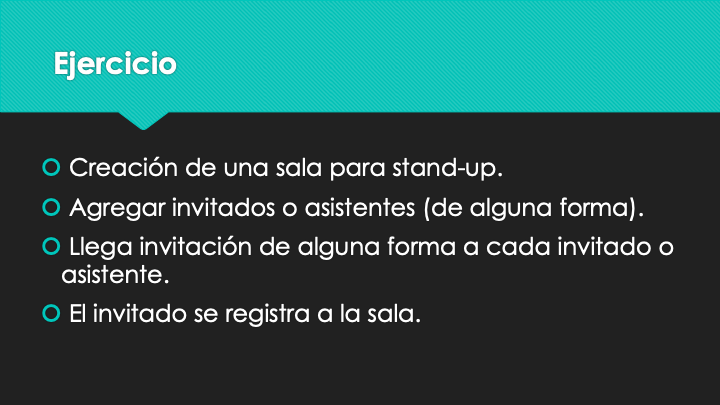 Ejercicio
Creación de una sala para stand-up.
Agregar invitados o asistentes (de alguna forma).
Llega invitación de alguna forma a cada invitado o
asistente.
El invitado se registra a la sala.